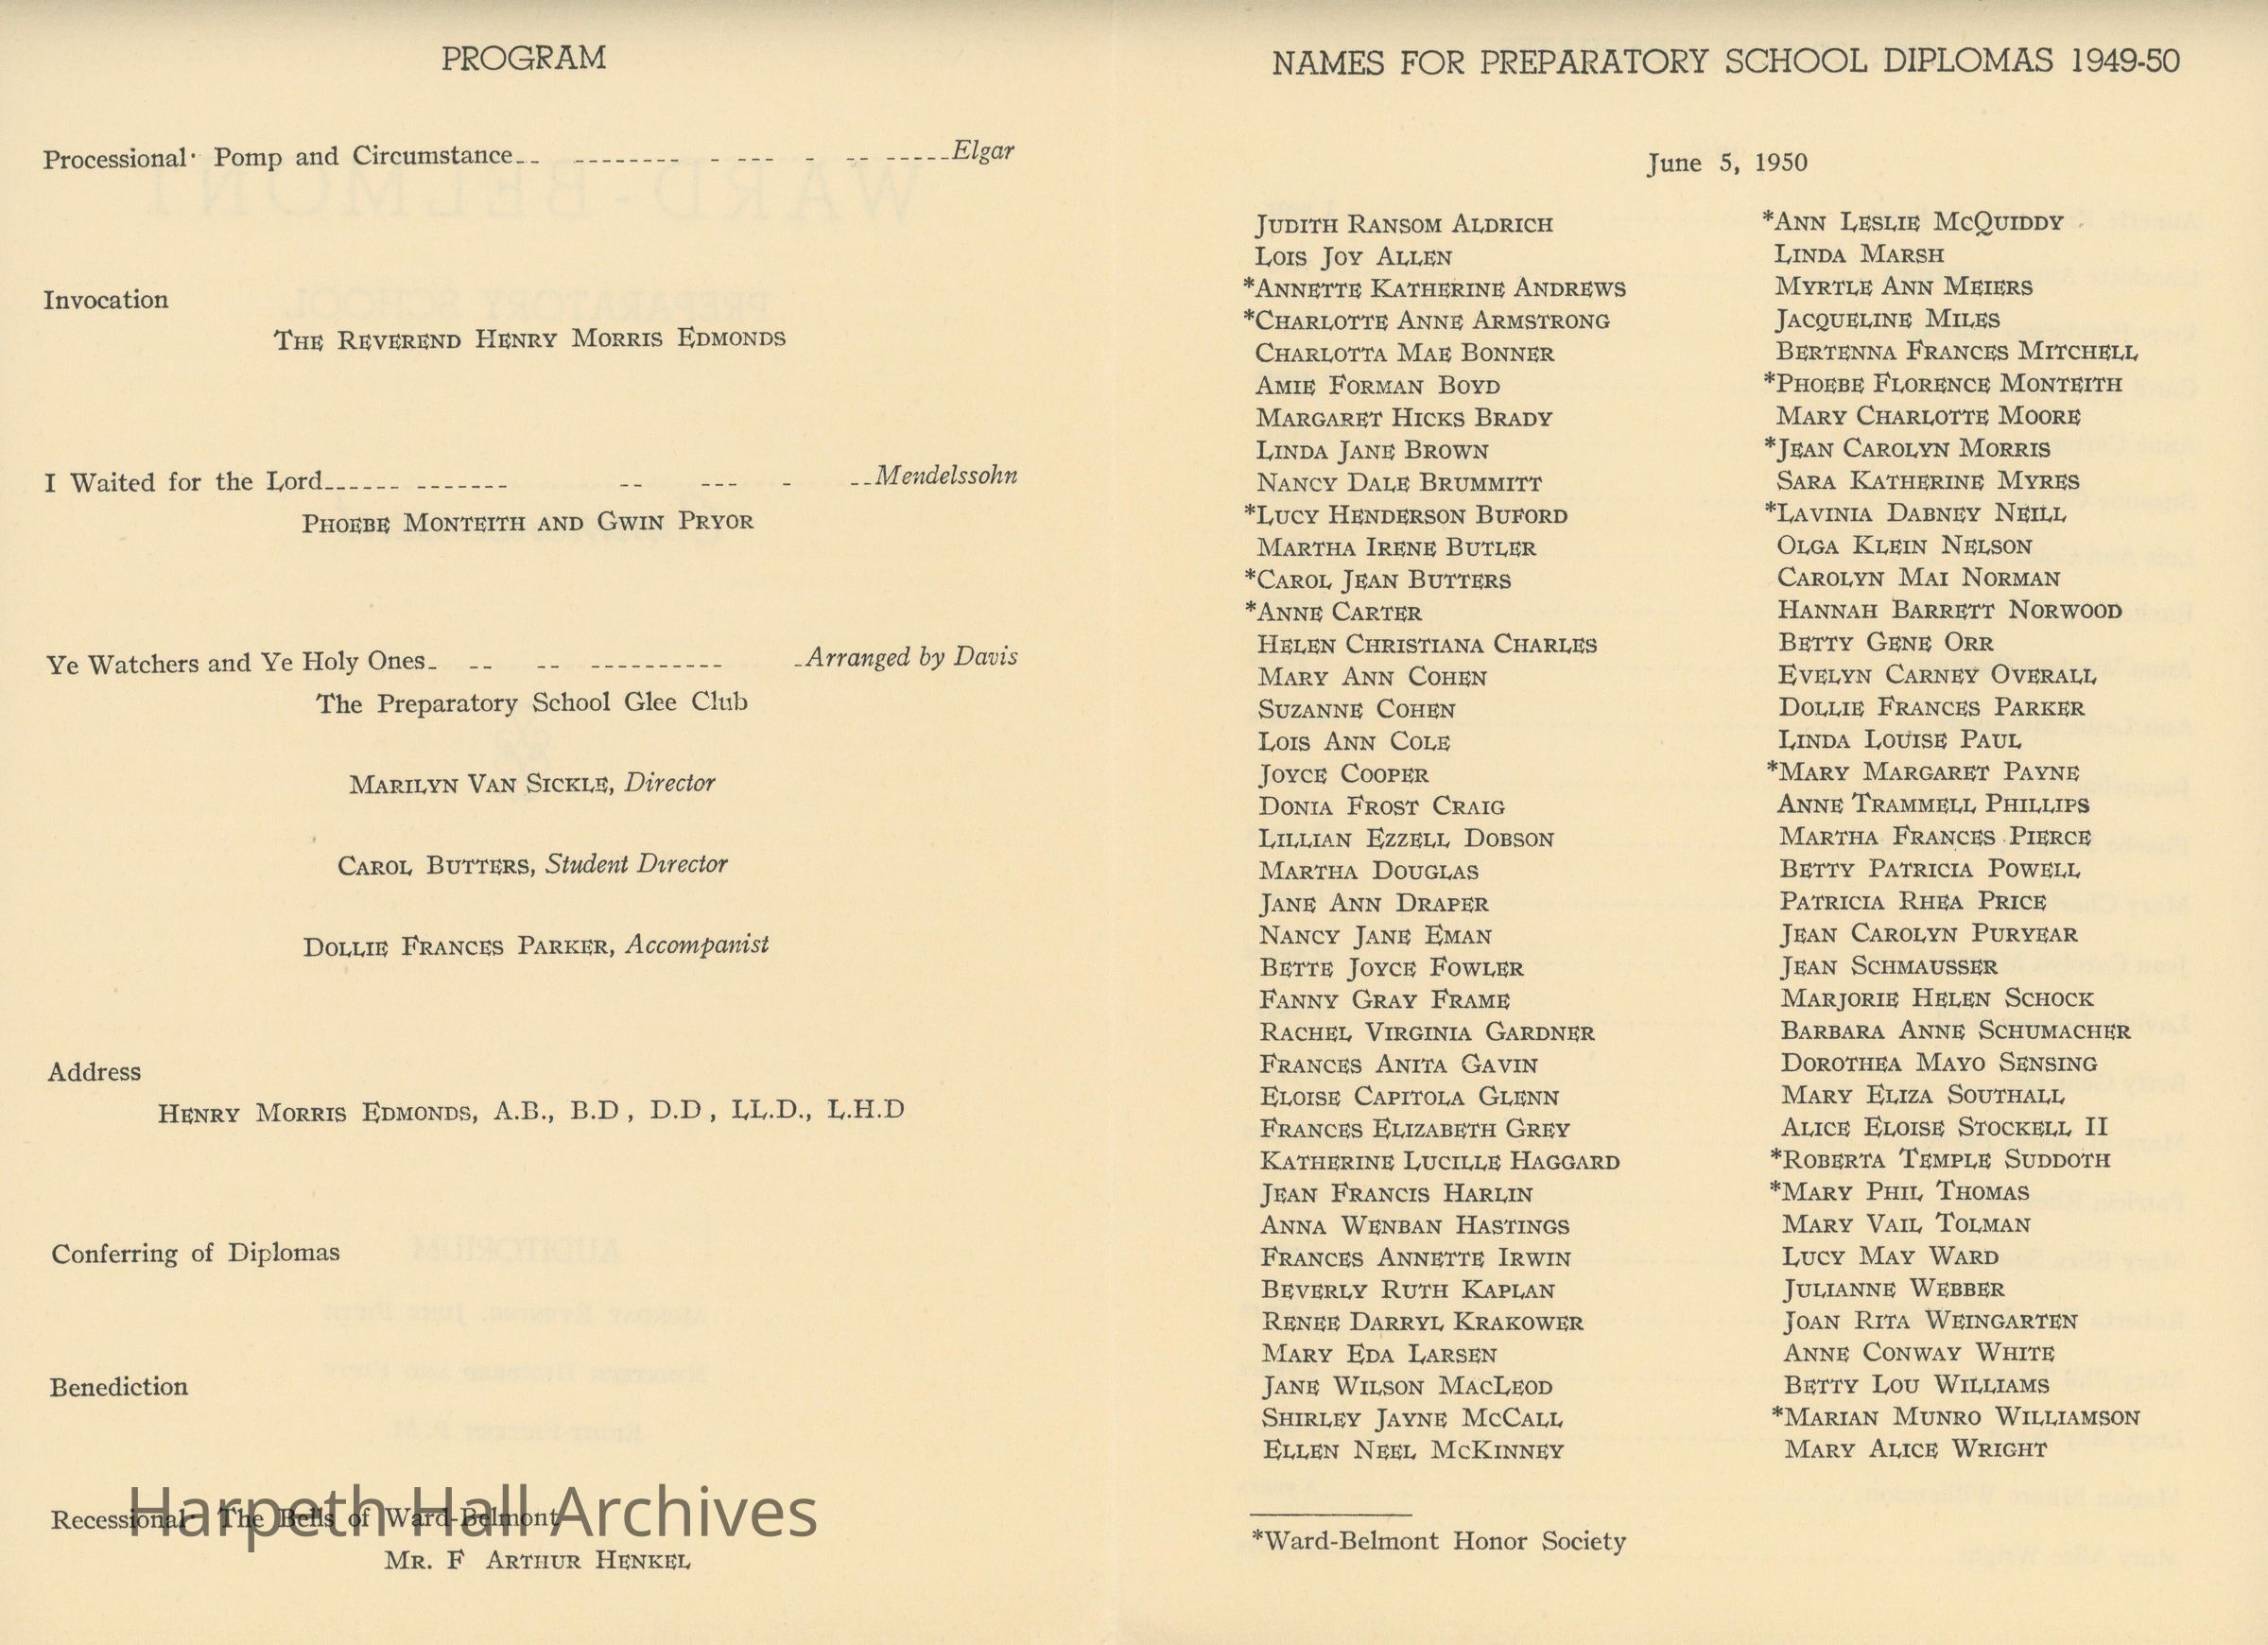 PROGRAM
Processional· Pomp and Circumstance-- -------- - --- - -- -----Elgar
Invocation
THE REVEREND HENRY MORRIS EDMONDS
I Waited for the Lord------ ------- -- --- - --Mendelssohn
PHOEBE MONTEITH AND GWIN PRYOR
Ye Watchers and Ye Holy Ones- -- -- ---------- -Arranged by Davis
The Preparatory School Glee Club
MARILYN VAN SICKLE, Director
CAROL BUTTERS, Student Director
DOLLIE FRANCES PARKER, Accompanist
Address
HENRY MORRIS EDMONDS, A.B., B.D , D.D , LL.D., L.H.D
Conferring of Diplomas
Benediction
Recessional· The Bells of Ward-Belmont
MR. F ARTHUR HENKEL
Harpeth Hall Archives
NAMES FOR PREPARATORY SCHOOL DIPLOMAS 1949-50
June 5, 1950
JUDITH RANSOM ALDRICH
LOIS JOY ALLEN
*ANNETTE KATHERINE ANDREWS
*CHARLOTTE ANNE ARMSTRONG
CHARLOTTA MAE BONNER
AMIE FORMAN BOYD
MARGARET HICKS BRADY
LINDA JANE BROWN
NANCY DALE BRUMMITT
*LUCY HENDERSON BUFORD
MARTHA IRENE BUTLER
*CAROL JEAN BUTTERS
*ANNE CARTER
HELEN CHRISTIANA CHARLES
MARY ANN COHEN
SUZANNE COHEN
LOIS ANN COLE
JOYCE COOPER
DONIA FROST CRAIG
LILLIAN EZZELL DOBSON
MARTHA DOUGLAS
JANE ANN DRAPER
NANCY JANE EMAN
BETTE JOYCE FOWLER
FANNY GRAY FRAME
RACHEL VIRGINIA GARDNER
FRANCES ANITA GAVIN
ELOISE CAPITOLA GLENN
FRANCES ELIZABETH GREY
KATHERINE LUCILLE HAGGARD
JEAN FRANCIS HARLIN
ANNA WENBAN HASTINGS
FRANCES ANNETTE IRWIN
BEVERLY RUTH KAPLAN
RENEE DARRYL KRAKOWER
MARY EDA LARSEN
JANE WILSON MACLEOD
SHIRLEY JAYNE MCCALL
ELLEN NEEL MCKINNEY
*ANN LESLIE MCQUIDDY
LINDA MARSH
MYRTLE ANN MEIERS
JACQUELINE MILES
BERTENNA FRANCES MITCHELL
*PHOEBE FLORENCE MONTEITH
MARY CHARLOTTE MOORE
*JEAN CAROLYN MORRIS
SARA KATHERINE MYRES
*LAVINIA DABNEY NEILL
OLGA KLEIN NELSON
CAROLYN MAI NORMAN
HANNAH BARRETT NORWOOD
BETTY GENE ORR
EVELYN CARNEY OVERALL
DOLLIE FRANCES PARKER
LINDA LOUISE PAUL
*MARY MARGARET PAYNE
ANNE TRAMMELL PHILLIPS
MARTHA FRANCES PIERCE
BETTY PATRICIA POWELL
PATRICIA RHEA PRICE
JEAN CAROLYN PURYEAR
JEAN SCHMAUSSER
MARJORIE HELEN SCHOCK
BARBARA ANNE SCHUMACHER
DOROTHEA MAYO SENSING
MARY ELIZA SOUTHALL
ALICE ELOISE STOCKELL II
*ROBERTA TEMPLE SUDDOTH
*MARY PHIL THOMAS
MARY VAIL TOLMAN
LUCY MAY WARD
JULIANNE WEBBER
JOAN RITA WEINGARTEN
ANNE CONWAY WHITE
BETTY LOU WILLIAMS
*MARIAN MUNRO WILLIAMSON
MARY ALICE WRIGHT
*Ward-Belmont Honor Society